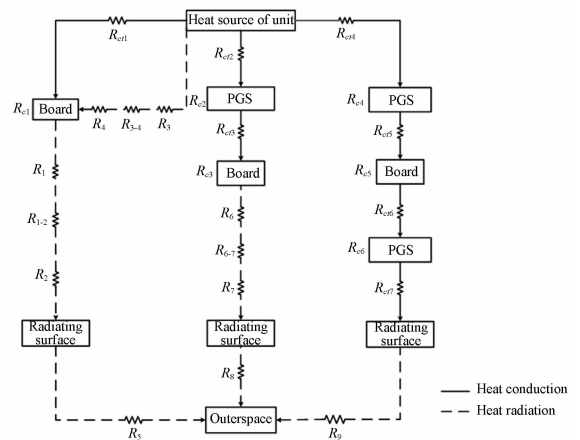 Heat source of unit
Rct1
Rct2
Rct4
Rc1
Board
R4
R3-4
R3
Rc2
PGS
Rc4
PGS
Rct3
Rct5
R1
Rc3
Board
Rc5
Board
R1-2
R6
Rct6
R6-7
Rc6
PGS
R2
R7
Rct7
Radiating
surface
Radiating
surface
Radiating
surface
R8
R5
Outerspace
R9
Heat conduction
Heat radiation